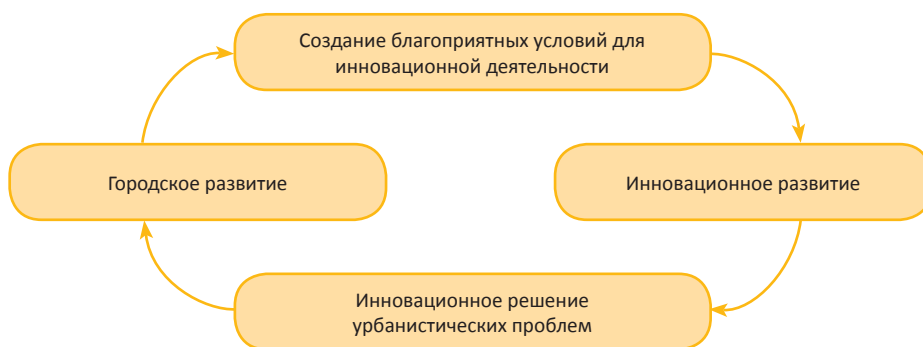 Создание благоприятных условий для
инновационной деятельности
Городское развитие
Инновационное развитие
Инновационное решение
урбанистических проблем